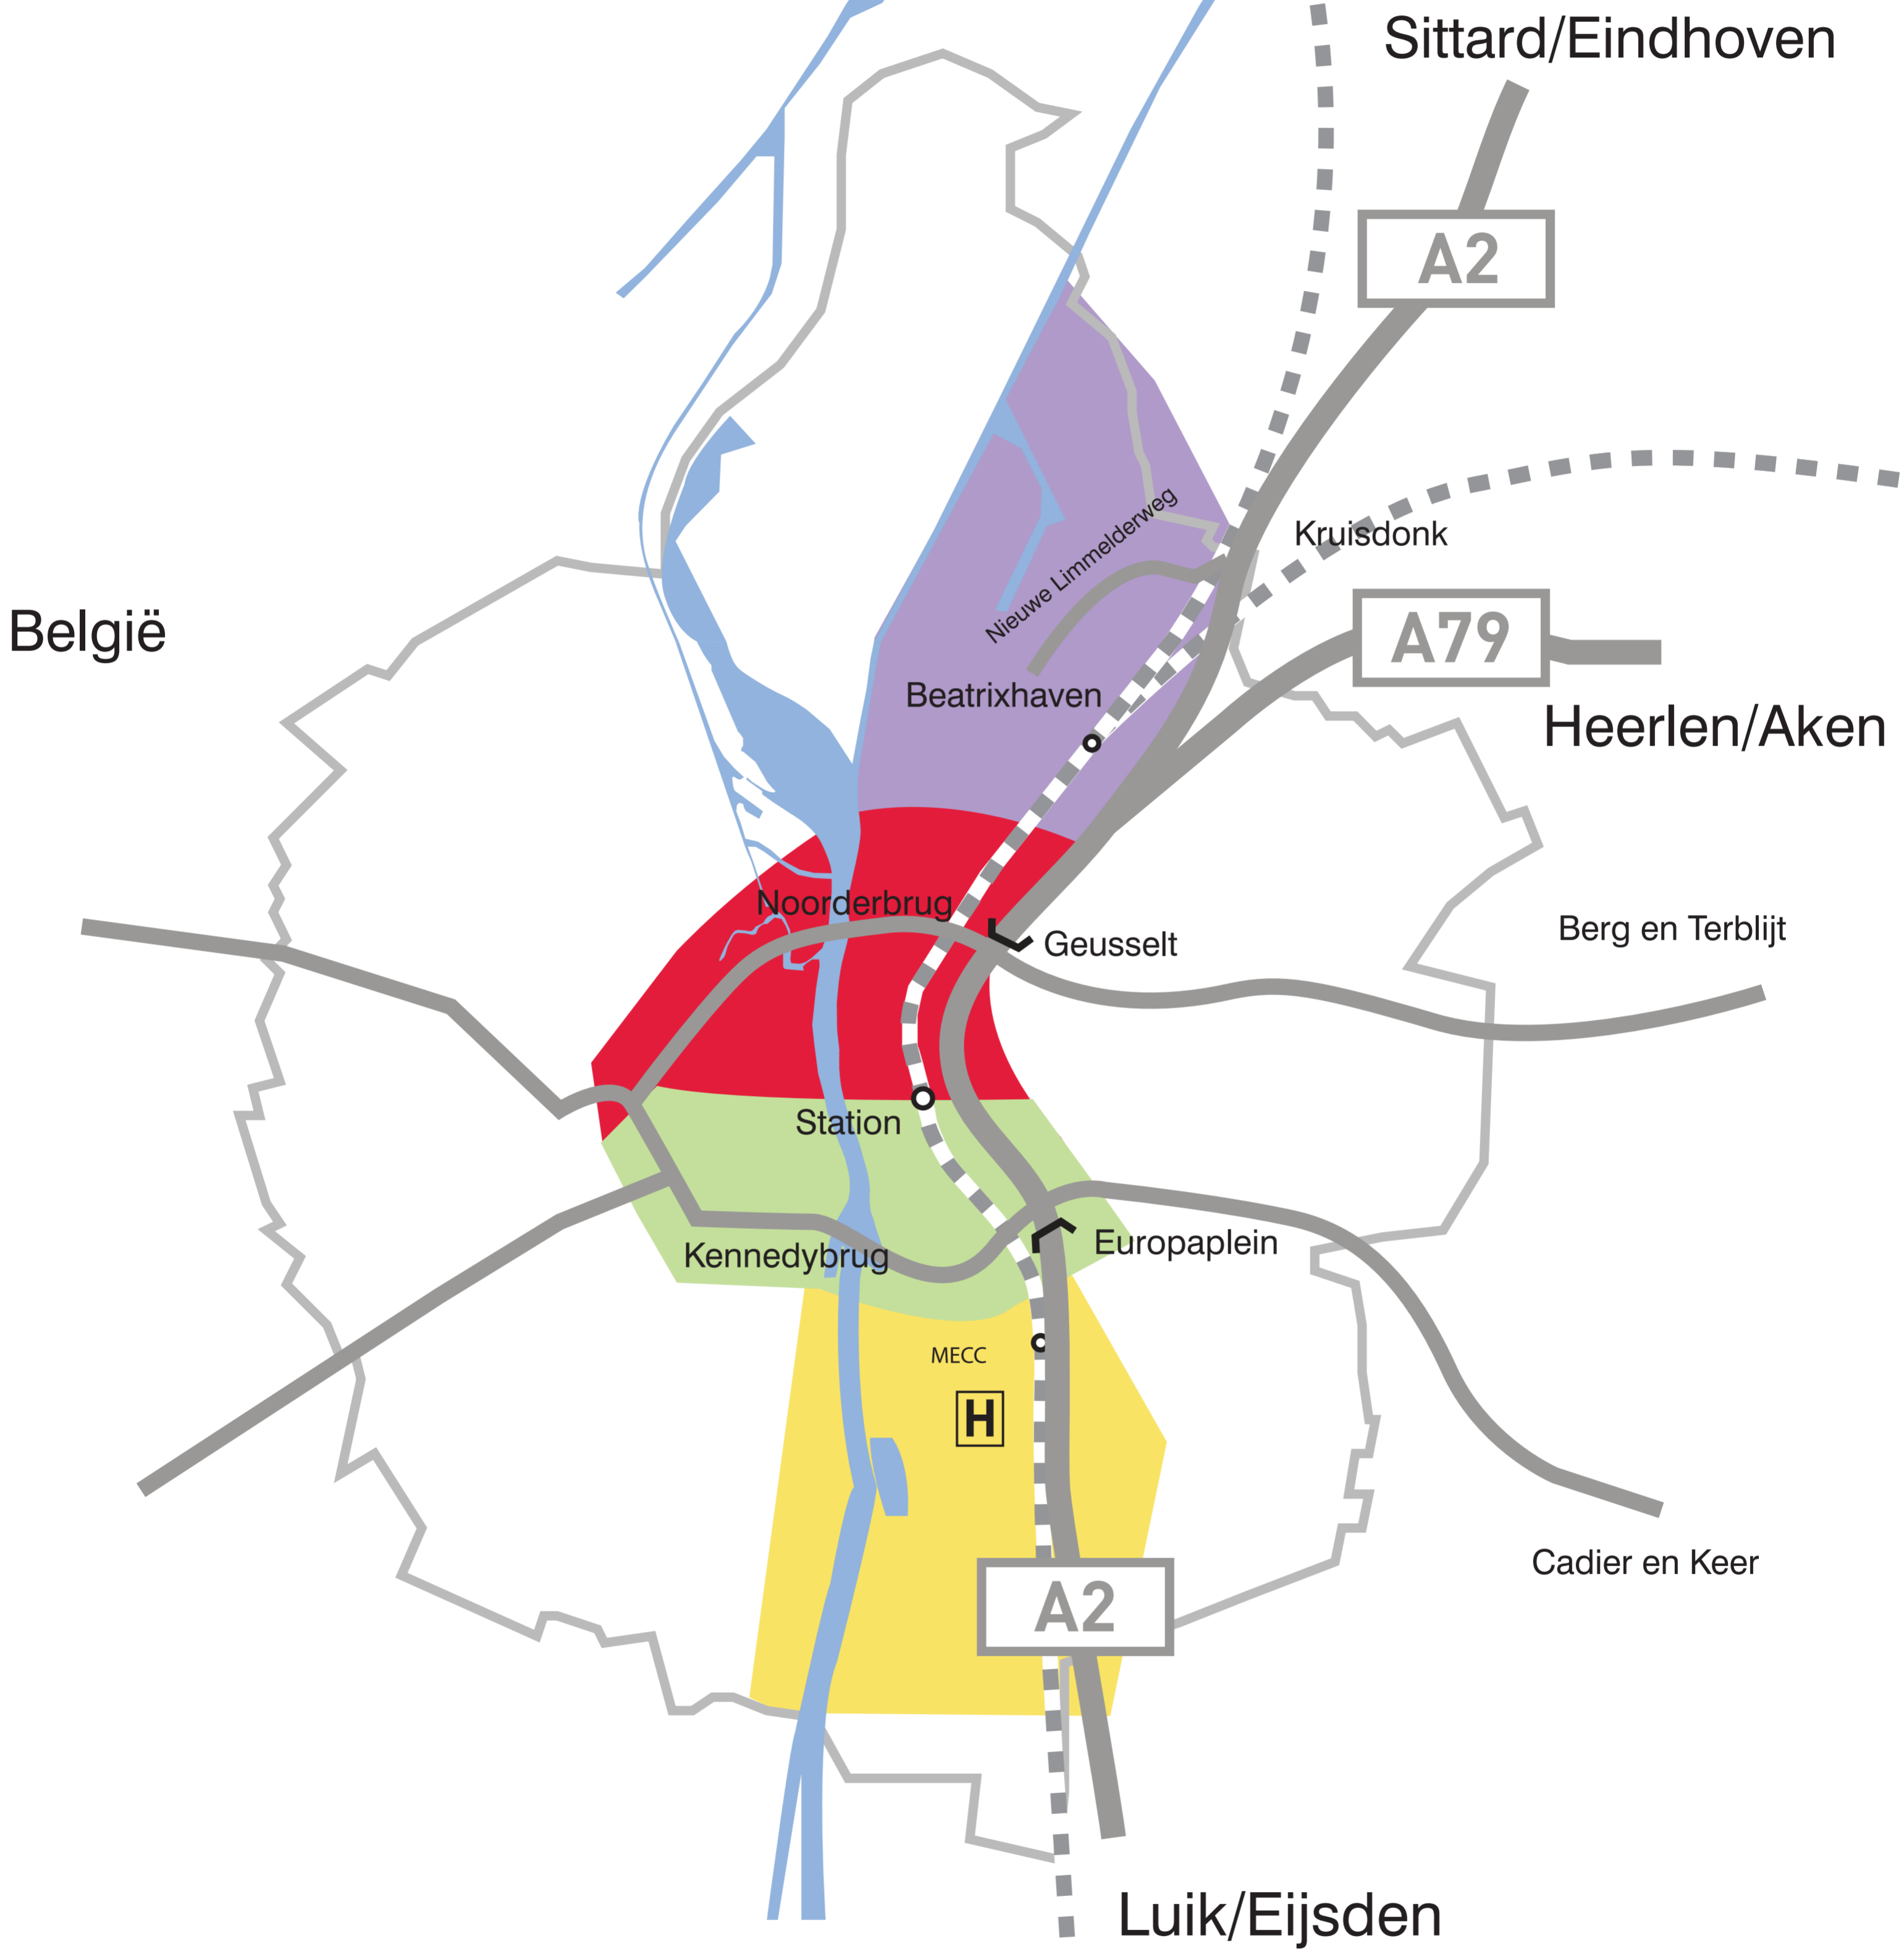 Sittard/Eindhoven
A2
Nieuwe Limmelderweg
Kruisdonk
België
A79
Beatrixhaven
Heerlen/Aken
Noorderbrug
Geusselt
Berg en Terblijt
Station
Kennedybrug
Europaplein
MECC
H
Cadier en Keer
A2
Luik/Eijsden